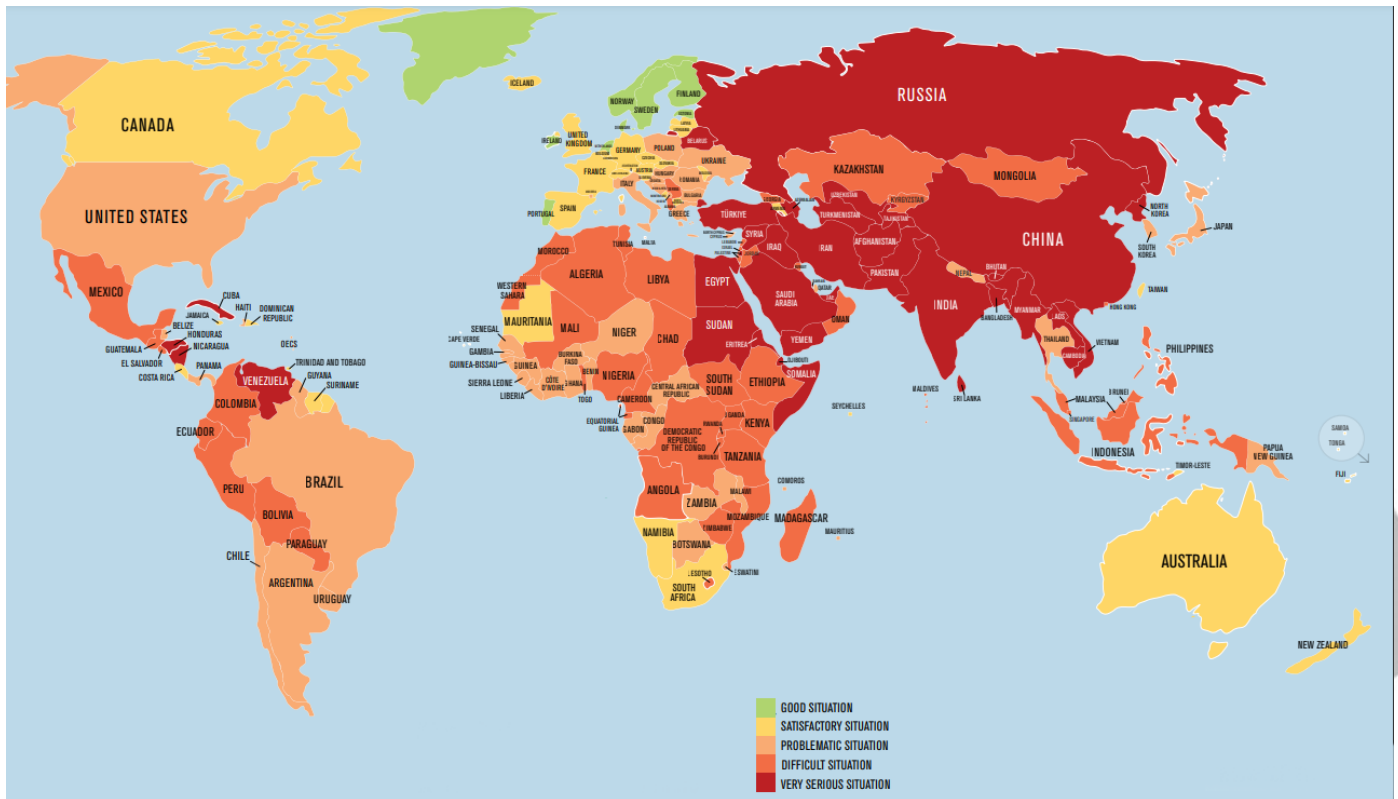 ICELAND
NORWAY
SWEDEN
FINLAND
RUSSIA
CANADA
IRELAND
UNITED
KINGDOM
GERMANY
POLAND
BELARUS
UKRAINE
FRANCE
AUSTRIA
HUNGARY
ROMANIA
ITALY
BULGARIA
PORTUGAL
SPAIN
GREECE
KAZAKHSTAN
MONGOLIA
UZBEKISTAN
KYRGYZSTAN
TURKMENISTAN
TAJIKISTAN
UNITED STATES
TÜRKIYE
NORTH
KOREA
JAPAN
SOUTH
KOREA
CHINA
TUNISIA
MALTA
MOROCCO
SYRIA
IRAQ
IRAN
AFGHANISTAN
PAKISTAN
ALGERIA
LIBYA
EGYPT
QATAR
NEPAL
BHUTAN
WESTERN
SAHARA
MEXICO
CUBA
HAITI
DOMINICAN
REPUBLIC
JAMAICA
BELIZE
HONDURAS
NICARAGUA
GUATEMALA
EL SALVADOR
COSTA RICA
PANAMA
OECS
TRINIDAD AND TOBAGO
GUYANA
SURINAME
VENEZUELA
COLOMBIA
SAUDI
ARABIA
UAE
OMAN
INDIA
BANGLADESH
MYANMAR
LAOS
TAIWAN
HONG KONG
MAURITANIA
MALI
NIGER
CHAD
SUDAN
ERITREA
YEMEN
DJIBOUTI
SOMALIA
SENEGAL
CAPE VERDE
GAMBIA
GUINEA-BISSAU
GUINEA
SIERRA LEONE
LIBERIA
CÔTE
D'IVOIRE
BURKINA
FASO
GHANA
BENIN
TOGO
NIGERIA
CAMEROON
CENTRAL AFRICAN
REPUBLIC
SOUTH
SUDAN
ETHIOPIA
THAILAND
VIETNAM
CAMBODIA
PHILIPPINES
MALDIVES
SRI LANKA
MALAYSIA
BRUNEI
SINGAPORE
SEYCHELLES
EQUATORIAL
GUINEA
GABON
CONGO
DEMOCRATIC
REPUBLIC
OF THE CONGO
UGANDA
RWANDA
BURUNDI
KENYA
TANZANIA
ECUADOR
PERU
BRAZIL
BOLIVIA
PARAGUAY
CHILE
ARGENTINA
URUGUAY
INDONESIA
TIMOR-LESTE
PAPUA
NEW GUINEA
SAMOA
TONGA
FIJI
ANGOLA
ZAMBIA
MALAWI
COMOROS
MOZAMBIQUE
MADAGASCAR
MAURITIUS
ZIMBABWE
NAMIBIA
BOTSWANA
LESOTHO
ESWATINI
SOUTH
AFRICA
AUSTRALIA
NEW ZEALAND
GOOD SITUATION
SATISFACTORY SITUATION
PROBLEMATIC SITUATION
DIFFICULT SITUATION
VERY SERIOUS SITUATION